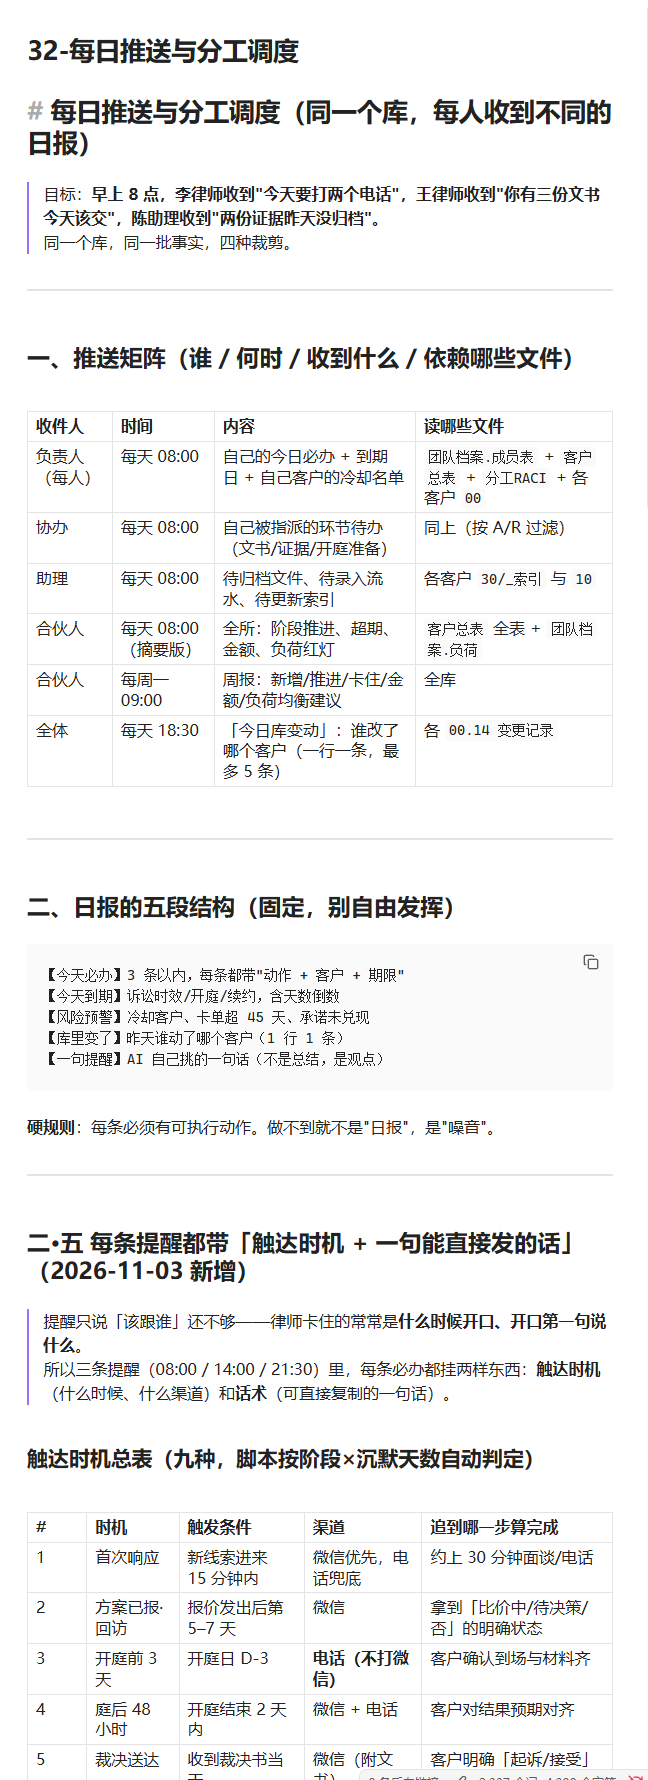 32-每日推送与分工调度
# 每日推送与分工调度（同一个库，每人收到不同的
日报）
目标：早上 8 点，李律师收到"今天要打两个电话"，王律师收到"你有三份文书
今天该交"，陈助理收到"两份证据昨天没归档"。
同一个库，同一批事实，四种裁剪。
一、推送矩阵（谁 / 何时 / 收到什么 / 依赖哪些文件）
收件人 时间 内容 读哪些文件
负责人 每天 08:00 自己的今日必办 + 到期 团队档案.成员表 + 客户
（每人） 日 + 自己客户的冷却名单 总表 + 分工RACI + 各
客户 00
协办 每天 08:00 自己被指派的环节待办 同上（按 A/R 过滤）
（文书/证据/开庭准备）
助理 每天 08:00 待归档文件、待录入流 各客户 30/_索引 与 10
水、待更新索引
合伙人 每天 08:00 全所：阶段推进、超期、 客户总表 全表 + 团队档
（摘要版） 金额、负荷红灯 案.负荷
合伙人 每周一 周报：新增/推进/卡住/金 全库
09:00 额/负荷均衡建议
全体 每天 18:30 「今日库变动」：谁改了 各 00.14 变更记录
哪个客户（一行一条，最
多 5 条）
二、日报的五段结构（固定，别自由发挥）
【今天必办】3 条以内，每条都带"动作 + 客户 + 期限"
【今天到期】诉讼时效/开庭/续约，含天数倒数
【风险预警】冷却客户、卡单超 45 天、承诺未兑现
【库里变了】昨天谁动了哪个客户（1 行 1 条）
【一句提醒】AI 自己挑的一句话（不是总结，是观点）
硬规则：每条必须有可执行动作。做不到就不是"日报"，是"噪音"。
二·五 每条提醒都带「触达时机 + 一句能直接发的话」
（2026-11-03 新增）
提醒只说「该跟谁」还不够——律师卡住的常常是什么时候开口、开口第一句说
什么。
所以三条提醒（08:00 / 14:00 / 21:30）里，每条必办都挂两样东西：触达时机
（什么时候、什么渠道）和话术（可直接复制的一句话）。
触达时机总表（九种，脚本按阶段×沉默天数自动判定）
# 时机 触发条件 渠道 追到哪一步算完成
1 首次响应 新线索进来 微信优先，电 约上 30 分钟面谈/电话
15 分钟内 话兜底
2 方案已报· 报价发出后第 微信 拿到「比价中/待决策/
回访 5–7 天 否」的明确状态
3 开庭前 3 开庭日 D-3 电话（不打微 客户确认到场与材料齐
天 信）
4 庭后 48 开庭结束 2 天 微信 + 电话 客户对结果预期对齐
小时 内
5 裁决送达 收到裁决书当 微信（附文 客户明确「起诉/接受」